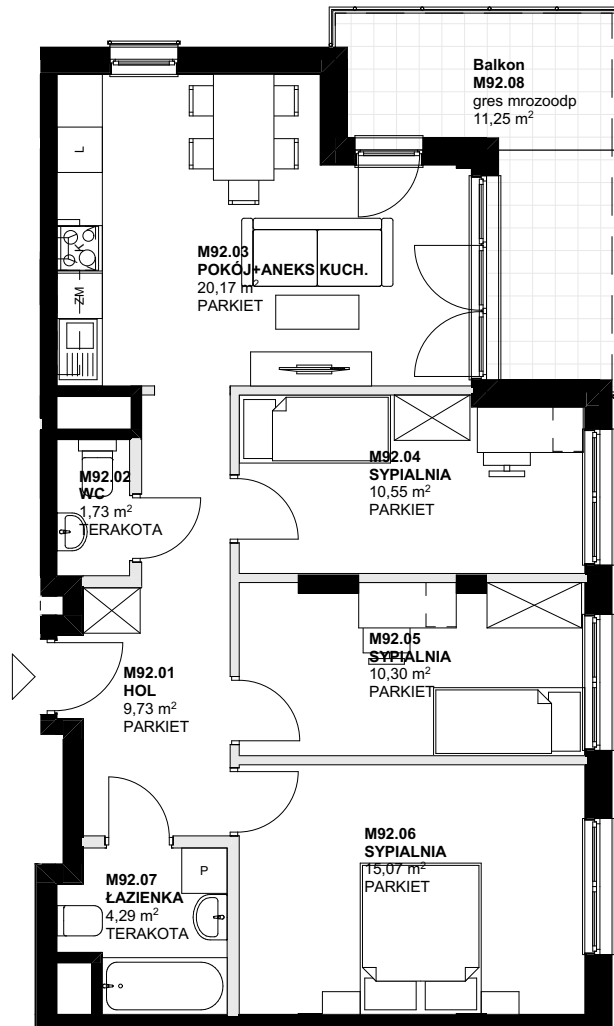 Balkon
M92.08
gres mrozoodp
11,25 m²
L
K
ZM
M92.03
POKÓJ+ANEKS KUCH.
20,17 m²
PARKIET
M92.04
SYPIALNIA
10,55 m²
PARKIET
M92.02
WC
1,73 m²
TERAKOTA
M92.05
SYPIALNIA
10,30 m²
PARKIET
M92.01
HOL
9,73 m²
PARKIET
M92.06
SYPIALNIA
15,07 m²
PARKIET
M92.07
ŁAZIENKA
4,29 m²
TERAKOTA
P